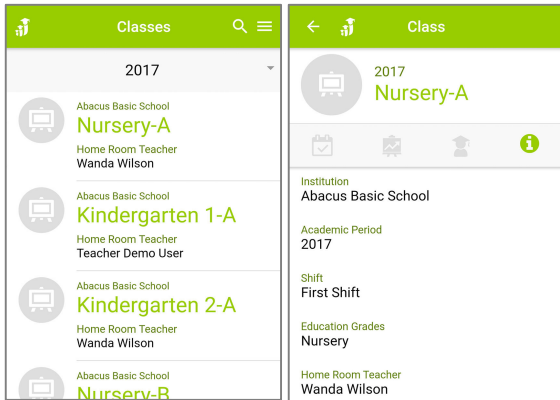 Classes
2017
Abacus Basic School
Nursery-A
Home Room Teacher
Wanda Wilson
Abacus Basic School
Kindergarten 1-A
Home Room Teacher
Teacher Demo User
Abacus Basic School
Kindergarten 2-A
Home Room Teacher
Wanda Wilson
Abacus Basic School
Nursery-B
Class
2017
Nursery-A
Institution
Abacus Basic School
Academic Period
2017
Shift
First Shift
Education Grades
Nursery
Home Room Teacher
Wanda Wilson